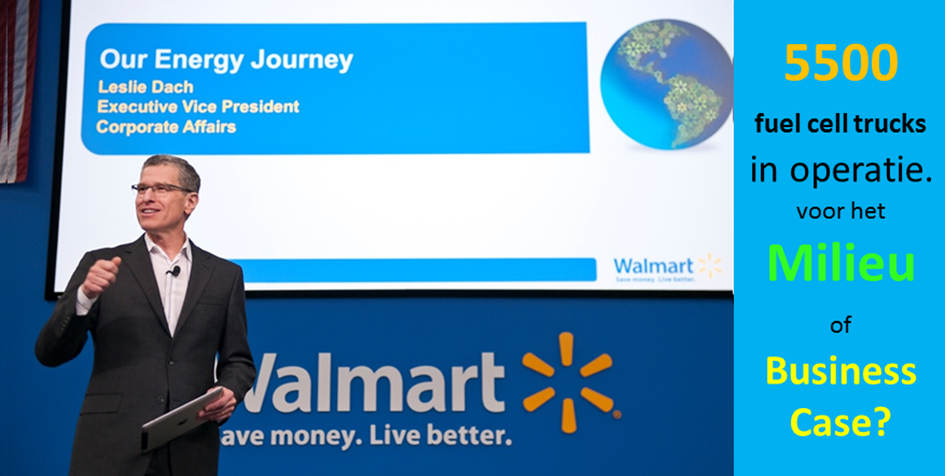 Our Energy Journey
Leslie Dach
Executive Vice President
Corporate Affairs
Walmart
Save money. Live better.
Walmart
ave money. Live better.
5500
fuel cell trucks
in operatie.
voor het
Milieu
of
Business
Case?